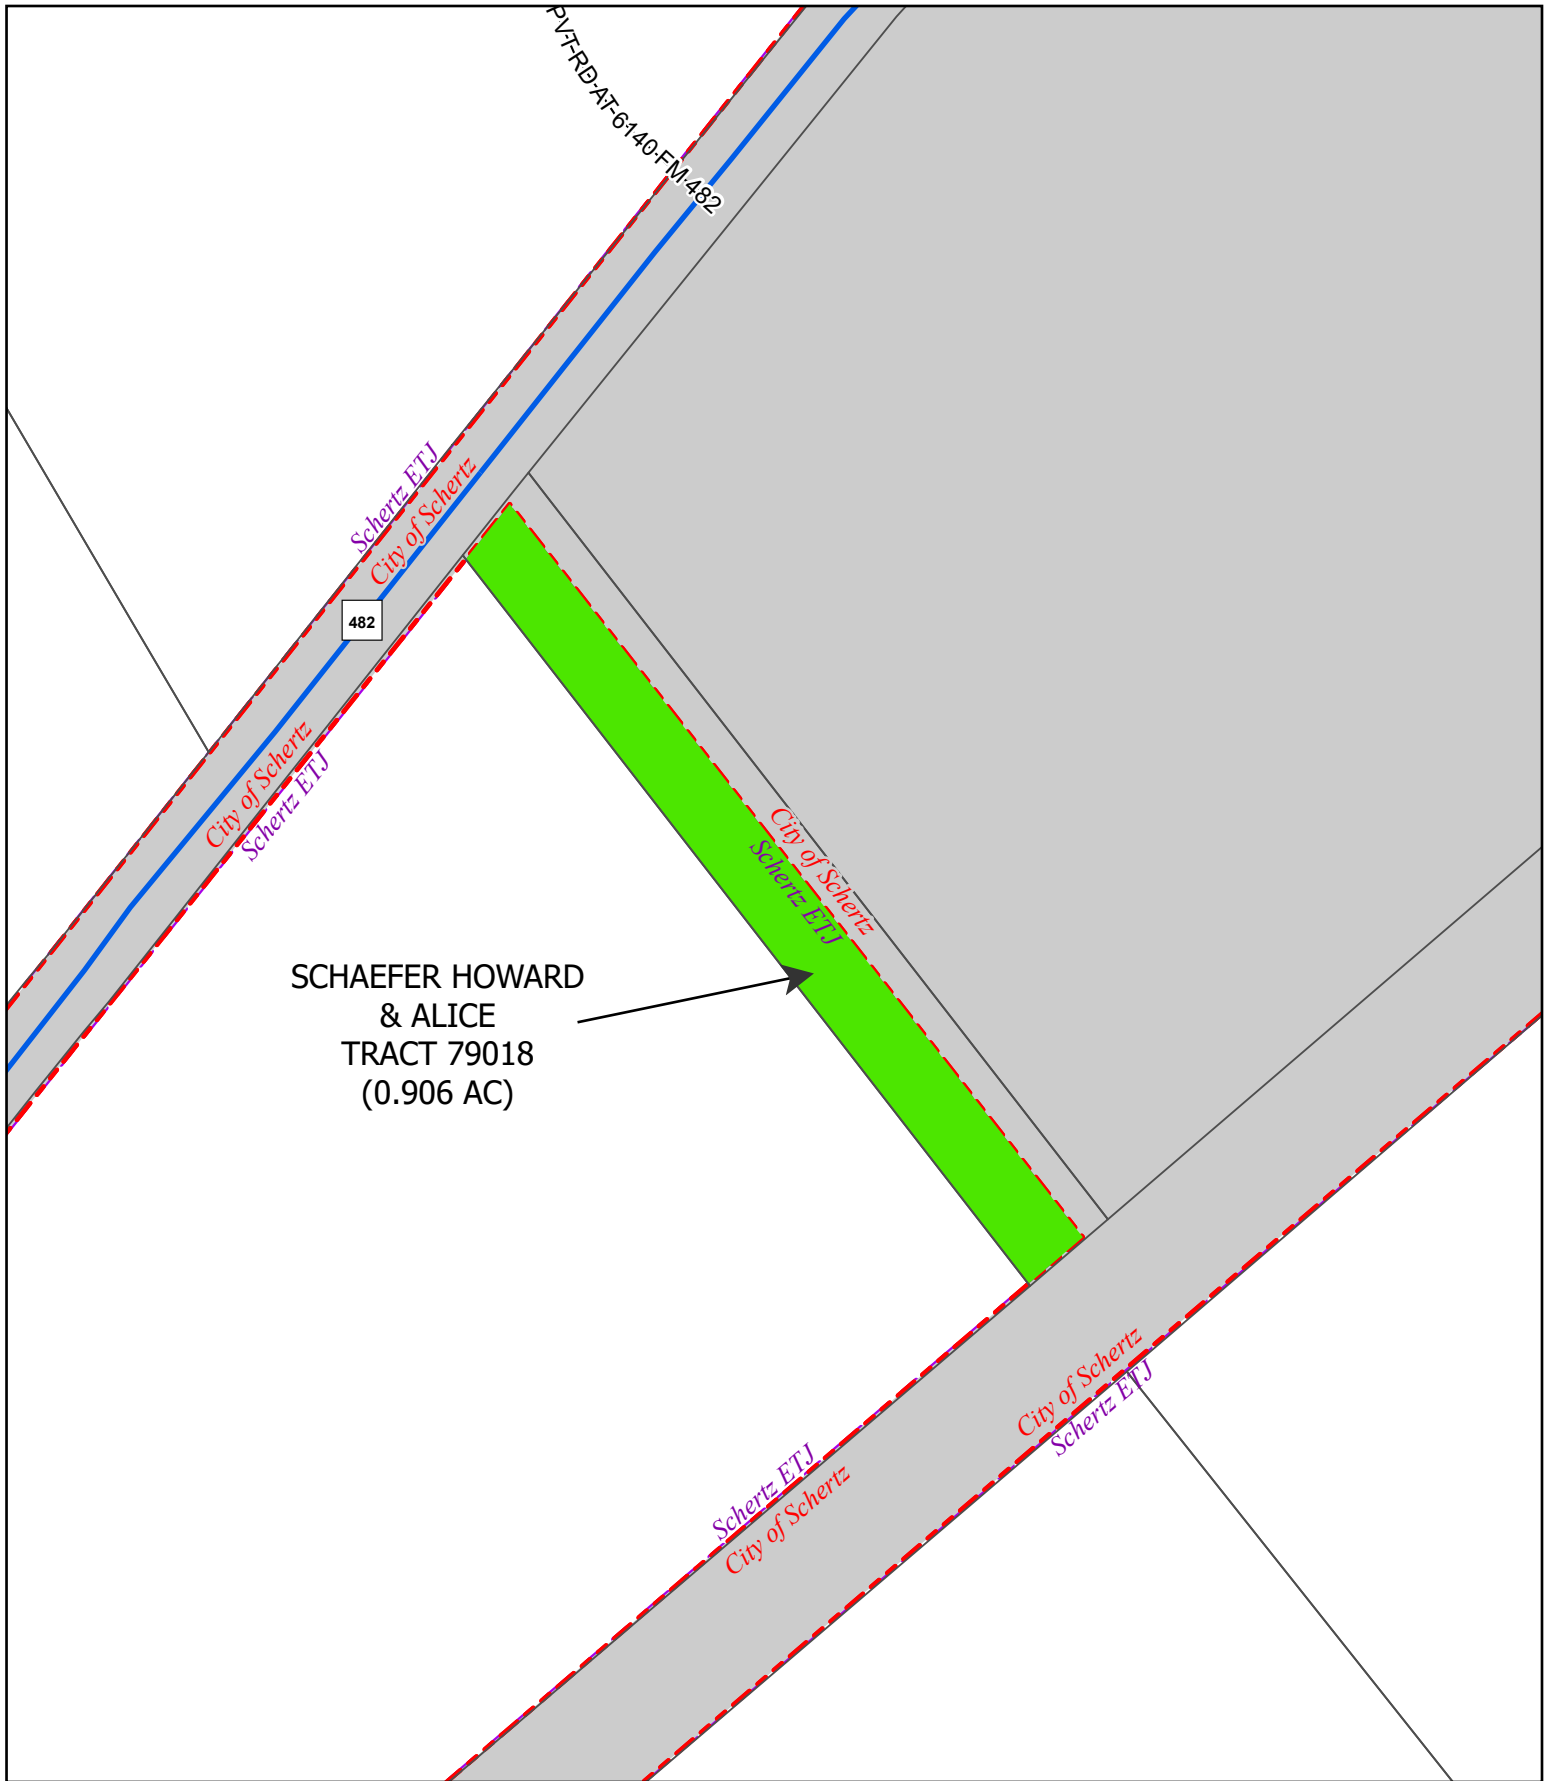 PVT-RD-AT-6140-FM-482
Schertz ETJ
City of Schertz
482
City of Schertz
Schertz ETJ
City of Schertz
Schertz ETJ
SCHAEFER HOWARD
& ALICE
TRACT 79018
(0.906 AC)
City of Schertz
Schertz ETJ
Schertz ETJ
City of Schertz